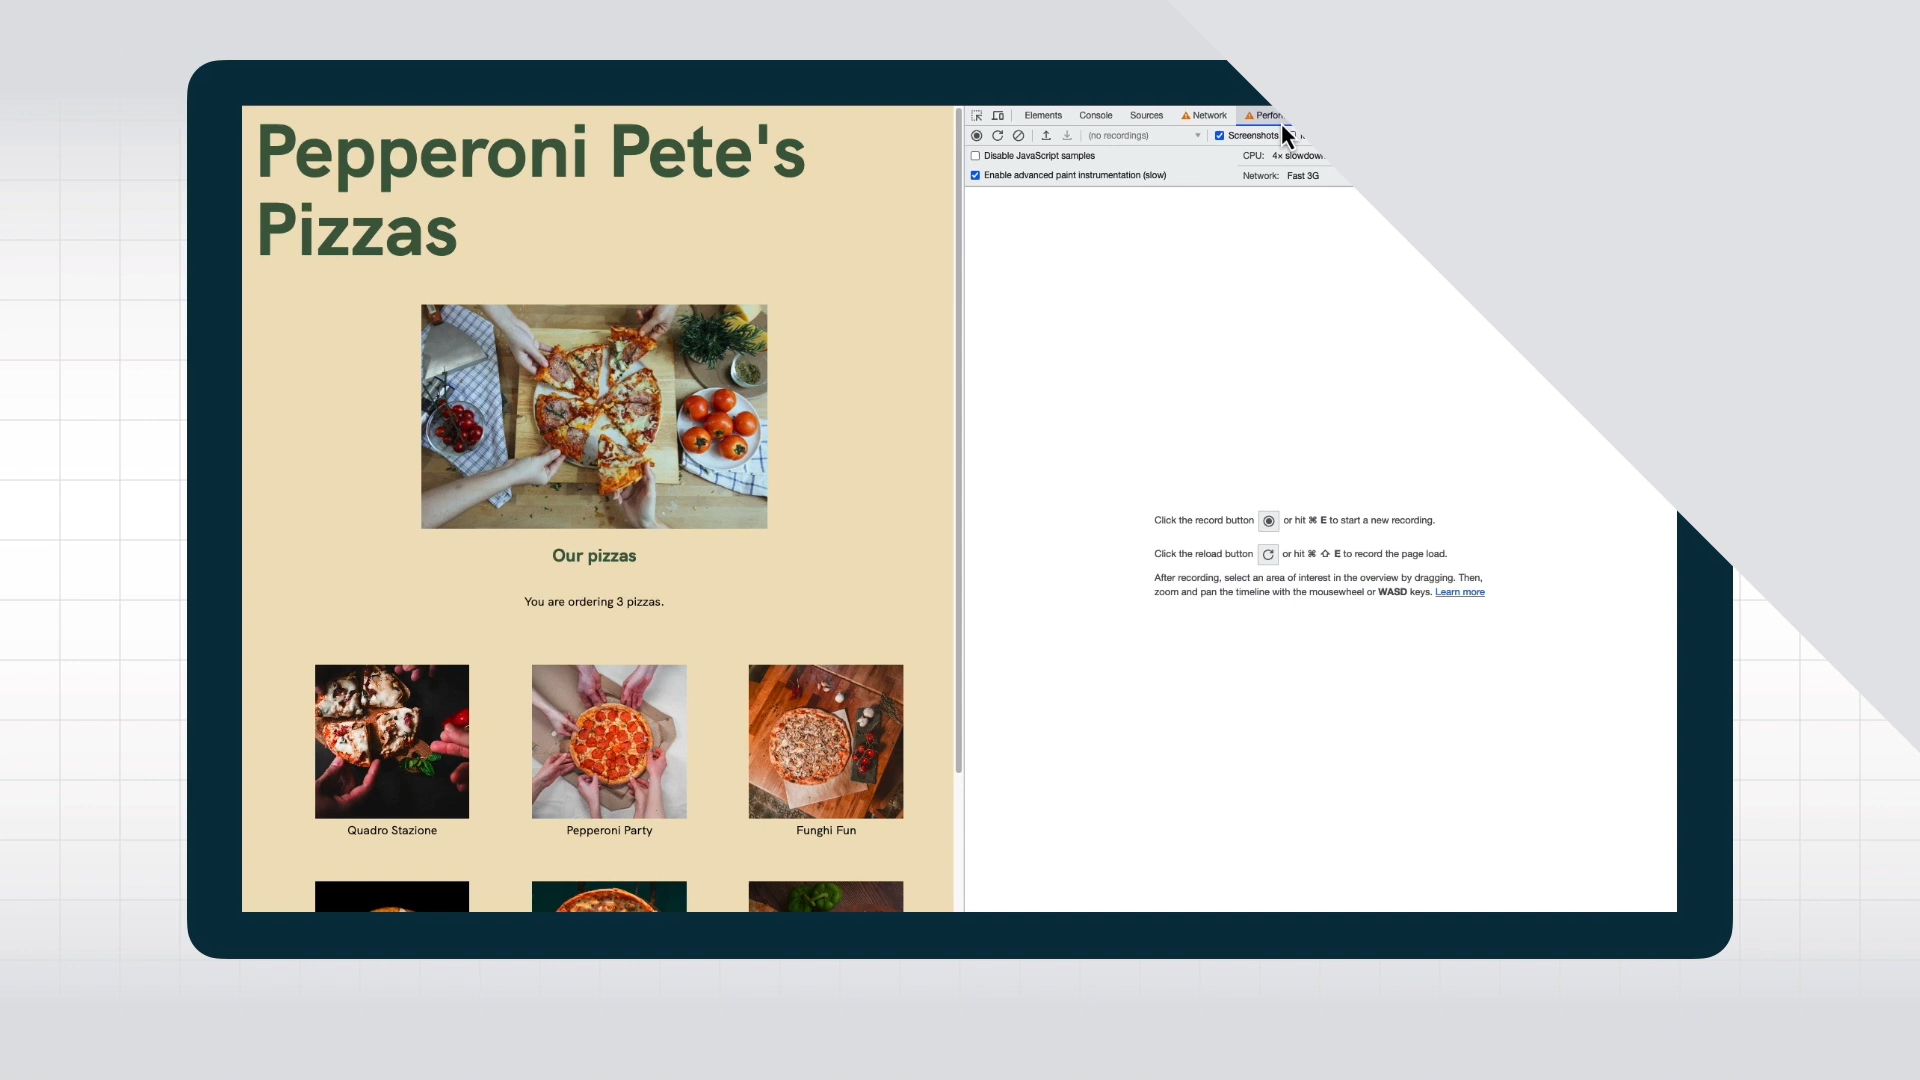 Pepperoni Pete's
Pizzas
Our pizzas
You are ordering 3 pizzas.
Quadro Stazione
Pepperoni Party
Funghi Fun
Elements Console Sources Network
(no recordings) Screenshots
Disable JavaScript samples CPU: 4× slowdown
Enable advanced paint instrumentation (slow) Network: Fast 3G
Click the record button or hit ⌘ E to start a new recording.
Click the reload button or hit ⌘ ⇧ E to record the page load.
After recording, select an area of interest in the overview by dragging. Then,
zoom and pan the timeline with the mousewheel or WASD keys. Learn more